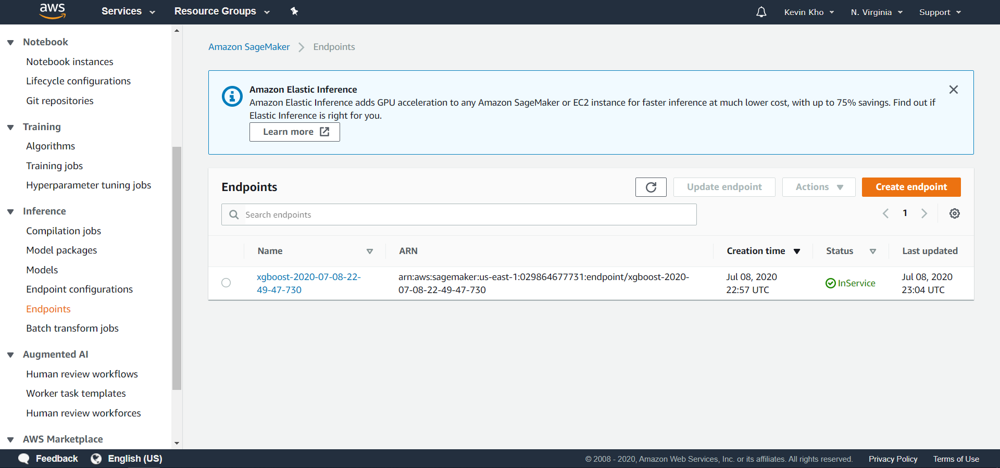 aws
Services
Resource Groups
Kevin Kho
N. Virginia
Support
Notebook
Notebook instances
Lifecycle configurations
Git repositories
Training
Algorithms
Training jobs
Hyperparameter tuning jobs
Inference
Compilation jobs
Model packages
Models
Endpoint configurations
Endpoints
Batch transform jobs
Augmented AI
Human review workflows
Worker task templates
Human review workforces
AWS Marketplace
Amazon SageMaker
Endpoints
Amazon Elastic Inference
Amazon Elastic Inference adds GPU acceleration to any Amazon SageMaker or EC2 instance for faster inference at much lower cost, with up to 75% savings. Find out if
Elastic Inference is right for you.
Learn more
Endpoints
Update endpoint
Actions
Create endpoint
Search endpoints
1
Name
ARN
Creation time
Status
Last updated
xgboost-2020-07-08-22-
49-47-730
arn:aws:sagemaker:us-east-1:029864677731:endpoint/xgboost-2020-
07-08-22-49-47-730
Jul 08, 2020
22:57 UTC
InService
Jul 08, 2020
23:04 UTC
Feedback
English (US)
© 2008 - 2020, Amazon Web Services, Inc. or its affiliates. All rights reserved.
Privacy Policy
Terms of Use